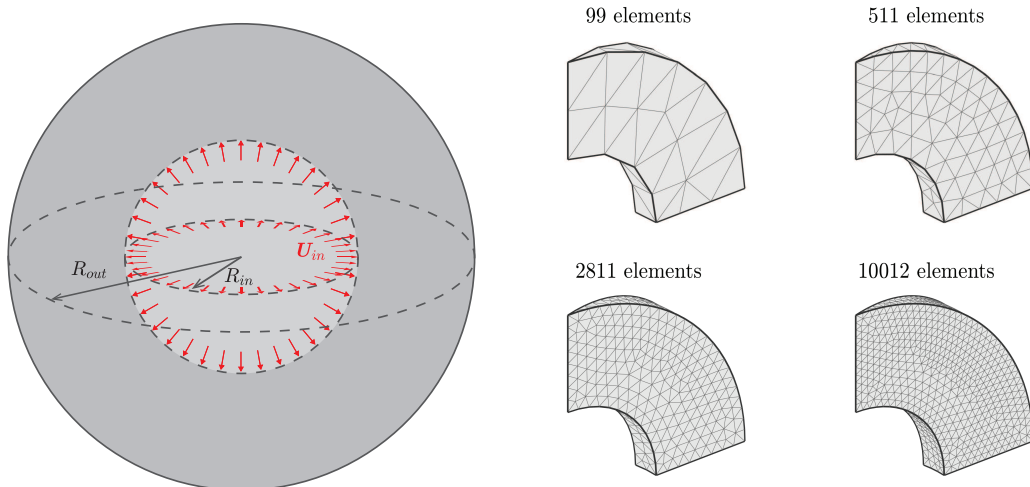 99 elements
511 elements
U_in
R_out
R_in
2811 elements
10012 elements